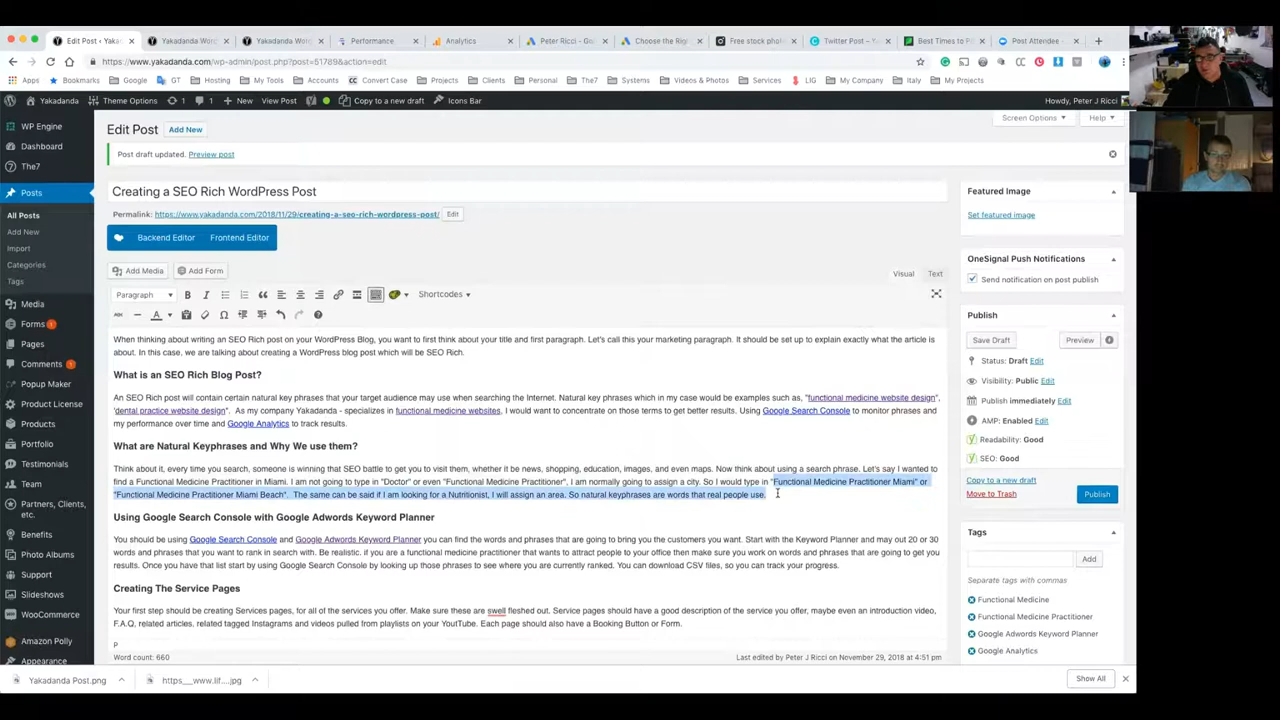 Edit Post ‹ Yaka
Yakadanda Wor
Yakadanda Wor
Performance
Analytics
Peter Ricci - Go
Choose the Rig
Free stock pho
Twitter Post –
Best Times to P
Post Attendee -
https://www.yakadanda.com/wp-admin/post.php?post=51789&action=edit
Apps Bookmarks Google GT Hosting My Tools Accounts Convert Case Projects Clients Personal The7 Systems Videos & Photos Services LIG My Company Italy My Projects
Yakadanda Theme Options 1 1 New View Post Copy to a new draft Icons Bar Howdy, Peter J Ricci
WP Engine
Dashboard
The7
Posts
All Posts
Add New
Import
Categories
Tags
Media
Forms 1
Pages
Comments 1
Popup Maker
Product License
Products
Portfolio
Testimonials
Team
Partners
Benefits
Photo Albums
Support
Slideshows
WooCommerce
Amazon Polly
Appearance
Edit Post Add New
Screen Options Help
Post draft updated. Preview post
Creating a SEO Rich WordPress Post
Permalink: https://www.yakadanda.com/2018/11/29/creating-a-seo-rich-wordpress-post/ Edit
Backend Editor Frontend Editor
Add Media Add Form
Visual Text
Paragraph B I Shortcodes
When thinking about writing an SEO Rich post on your WordPress Blog, you want to first think about your title and first paragraph. Let's call this your marketing paragraph. It should be set up to explain exactly what the article is
about. In this case, we are talking about creating a WordPress blog post which will be SEO Rich.
What is an SEO Rich Blog Post?
An SEO Rich post will contain certain natural key phrases that your target audience may use when searching the Internet. Natural key phrases which in my case would be examples such as, "functional medicine website design",
'dental practice website design". As my company Yakadanda - specializes in functional medicine websites, I would want to concentrate on those terms to get better results. Using Google Search Console to monitor phrases and
my performance over time and Google Analytics to track results.
What are Natural Keyphrases and Why We use them?
Think about it, every time you search, someone is winning that SEO battle to get you to visit them, whether it be news, shopping, education, images, and even maps. Now think about using a search phrase. Let's say I wanted to
find a Functional Medicine Practitioner in Miami. I am not going to type in "Doctor" or even "Functional Medicine Practitioner", I am normally going to assign a city. So I would type in "Functional Medicine Practitioner Miami" or
"Functional Medicine Practitioner Miami Beach". The same can be said if I am looking for a Nutritionist, I will assign an area. So natural keyphrases are words that real people use.
Using Google Search Console with Google Adwords Keyword Planner
You should be using Google Search Console and Google Adwords Keyword Planner you can find the words and phrases that are going to bring you the customers you want. Start with the Keyword Planner and may out 20 or 30
words and phrases that you want to rank in search with. Be realistic. if you are a functional medicine practitioner that wants to attract people to your office then make sure you work on words and phrases that are going to get you
results. Once you have that list start by using Google Search Console by looking up those phrases to see where you are currently ranked. You can download CSV files, so you can track your progress.
Creating The Service Pages
Your first step should be creating Services pages, for all of the services you offer. Make sure these are swell fleshed out. Service pages should have a good description of the service you offer, maybe even an introduction video,
F.A.Q, related articles, related tagged Instagrams and videos pulled from playlists on your YouTube. Each page should also have a Booking Button or Form.
P
Word count: 660
Last edited by Peter J Ricci on November 29, 2018 at 4:51 pm
Featured Image
Set featured image
OneSignal Push Notifications
Send notification on post publish
Publish
Save Draft Preview
Status: Draft Edit
Visibility: Public Edit
Publish immediately Edit
AMP: Enabled Edit
Readability: Good
SEO: Good
Copy to a new draft
Move to Trash
Publish
Tags
Add
Separate tags with commas
Functional Medicine
Functional Medicine Practitioner
Google Adwords Keyword Planner
Google Analytics
Yakadanda Post.png
https___www.lif....jpg
Show All